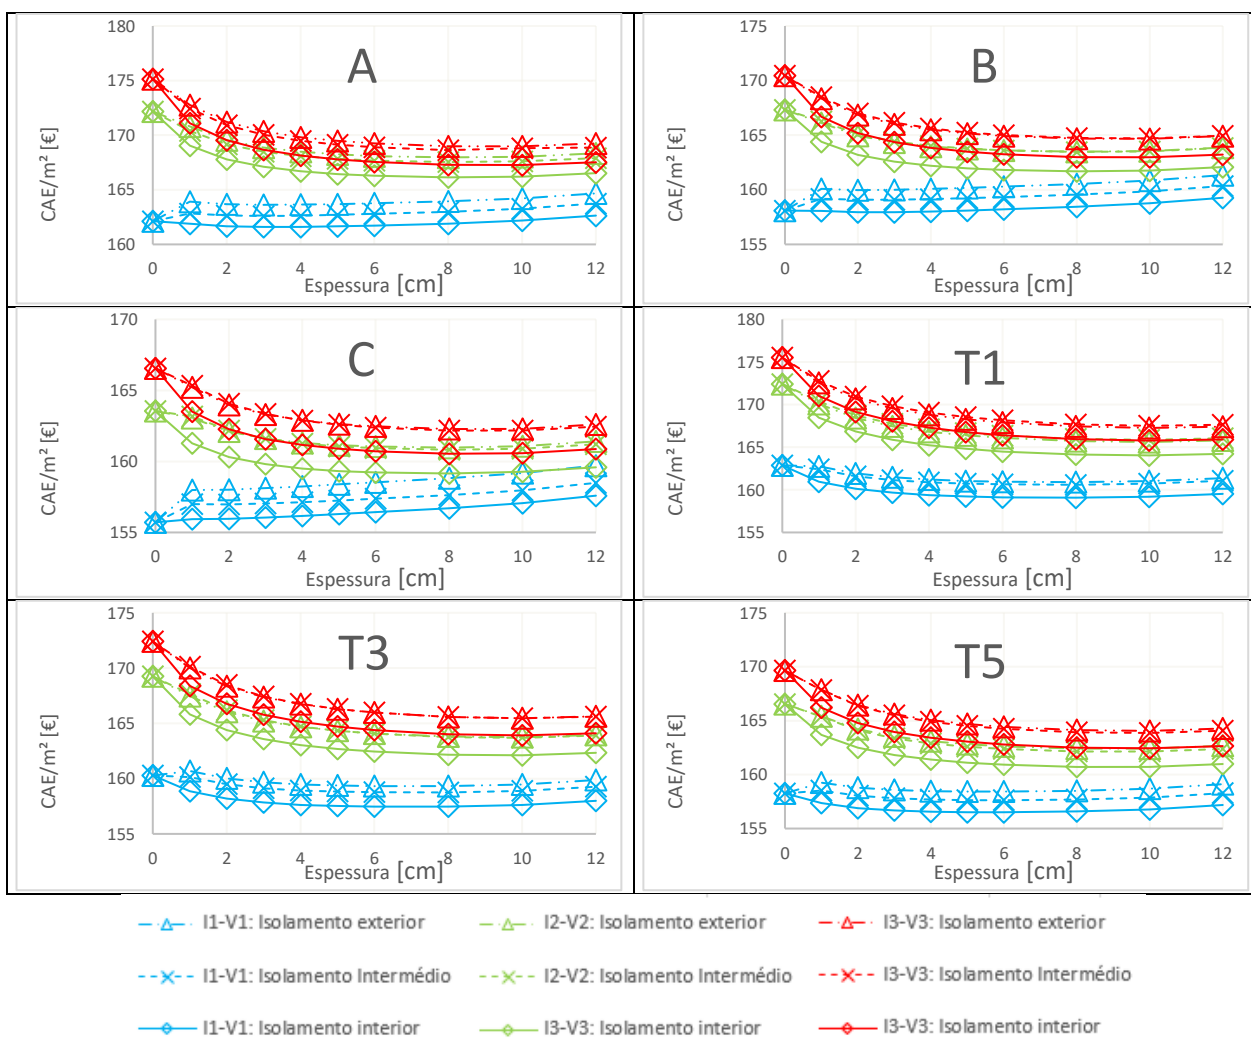 180
175
170
165
160
A
CAE/m² [€]
0 2 4 6 8 10 12
Espessura [cm]
175
170
165
160
155
B
CAE/m² [€]
0 2 4 6 8 10 12
Espessura [cm]
170
165
160
155
C
CAE/m² [€]
0 2 4 6 8 10 12
Espessura [cm]
180
175
170
165
160
155
T1
CAE/m² [€]
0 2 4 6 8 10 12
Espessura [cm]
175
170
165
160
155
T3
CAE/m² [€]
0 2 4 6 8 10 12
Espessura [cm]
175
170
165
160
155
T5
CAE/m² [€]
0 2 4 6 8 10 12
Espessura [cm]
I1-V1: Isolamento exterior I2-V2: Isolamento exterior I3-V3: Isolamento exterior
I1-V1: Isolamento Intermédio I2-V2: Isolamento Intermédio I3-V3: Isolamento Intermédio
I1-V1: Isolamento interior I3-V3: Isolamento interior I3-V3: Isolamento interior